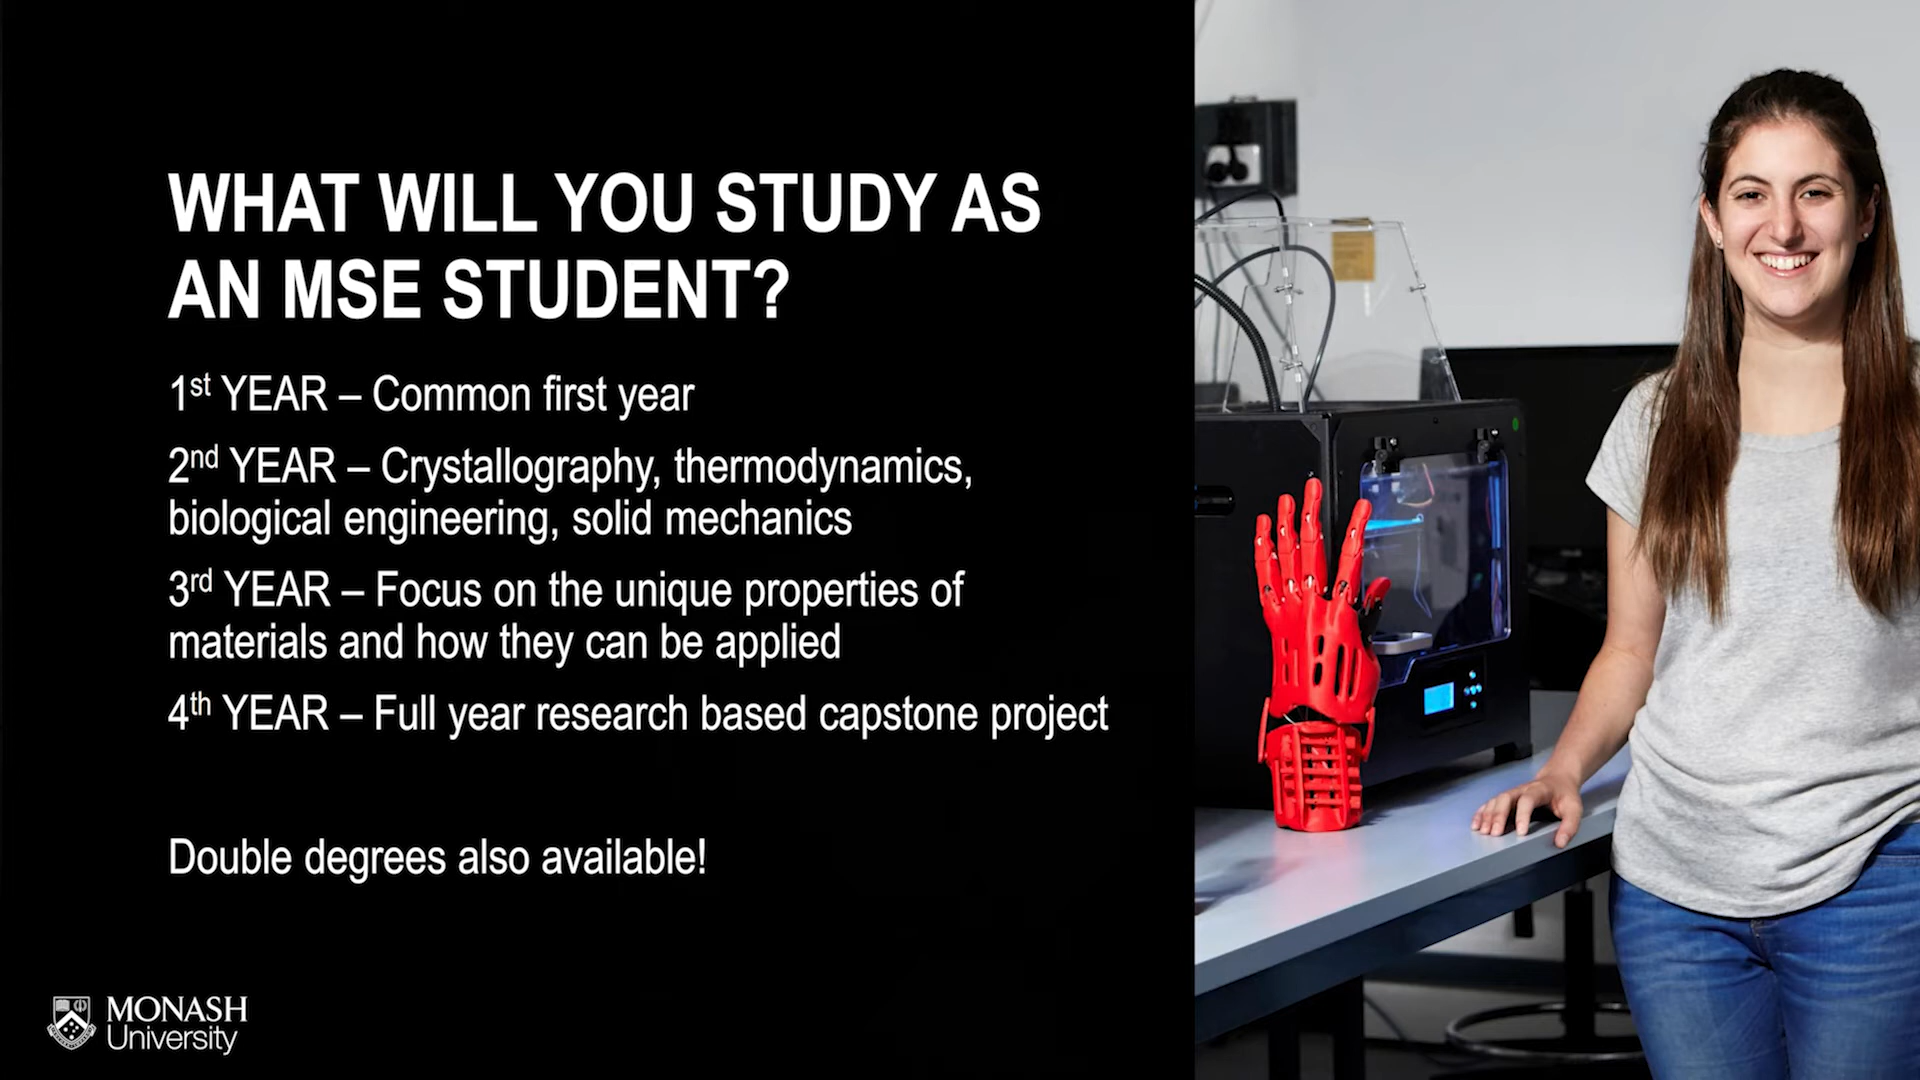 WHAT WILL YOU STUDY AS
AN MSE STUDENT?
1st YEAR – Common first year
2nd YEAR – Crystallography, thermodynamics,
biological engineering, solid mechanics
3rd YEAR – Focus on the unique properties of
materials and how they can be applied
4th YEAR – Full year research based capstone project
Double degrees also available!
MONASH
University